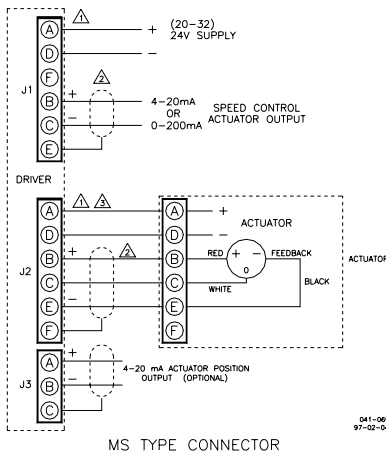 1
A + (20-32)
24V SUPPLY
D -
F
2
J1
B + 4-20mA SPEED CONTROL
OR ACTUATOR OUTPUT
C - 0-200mA
E
DRIVER
1 3
A A +
ACTUATOR
D D -
2
J2 B + B RED + - FEEDBACK ACTUATOR
0
C C WHITE BLACK
E - E
F F
A +
4-20 mA ACTUATOR POSITION
J3 B - OUTPUT (OPTIONAL)
C
97-02-0
MS TYPE CONNECTOR